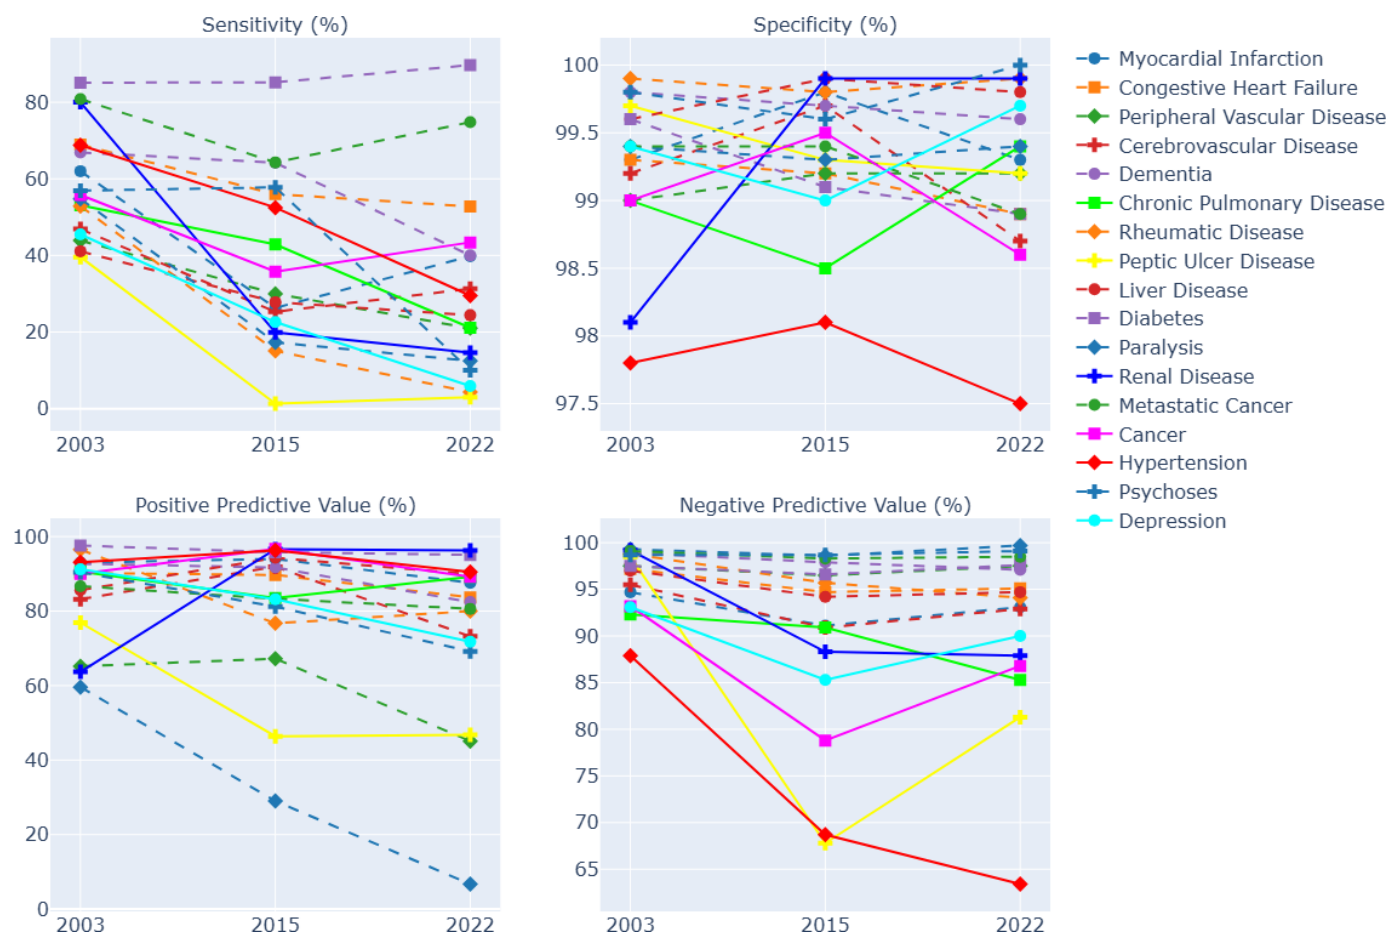 Sensitivity (%)
Specificity (%)
80
60
40
20
0
2003
2015
2022
100
99.5
99
98.5
98
97.5
2003
2015
2022
Myocardial Infarction
Congestive Heart Failure
Peripheral Vascular Disease
Cerebrovascular Disease
Dementia
Chronic Pulmonary Disease
Rheumatic Disease
Peptic Ulcer Disease
Liver Disease
Diabetes
Paralysis
Renal Disease
Metastatic Cancer
Cancer
Hypertension
Psychoses
Depression
Positive Predictive Value (%)
Negative Predictive Value (%)
100
80
60
40
20
0
2003
2015
2022
100
95
90
85
80
75
70
65
2003
2015
2022